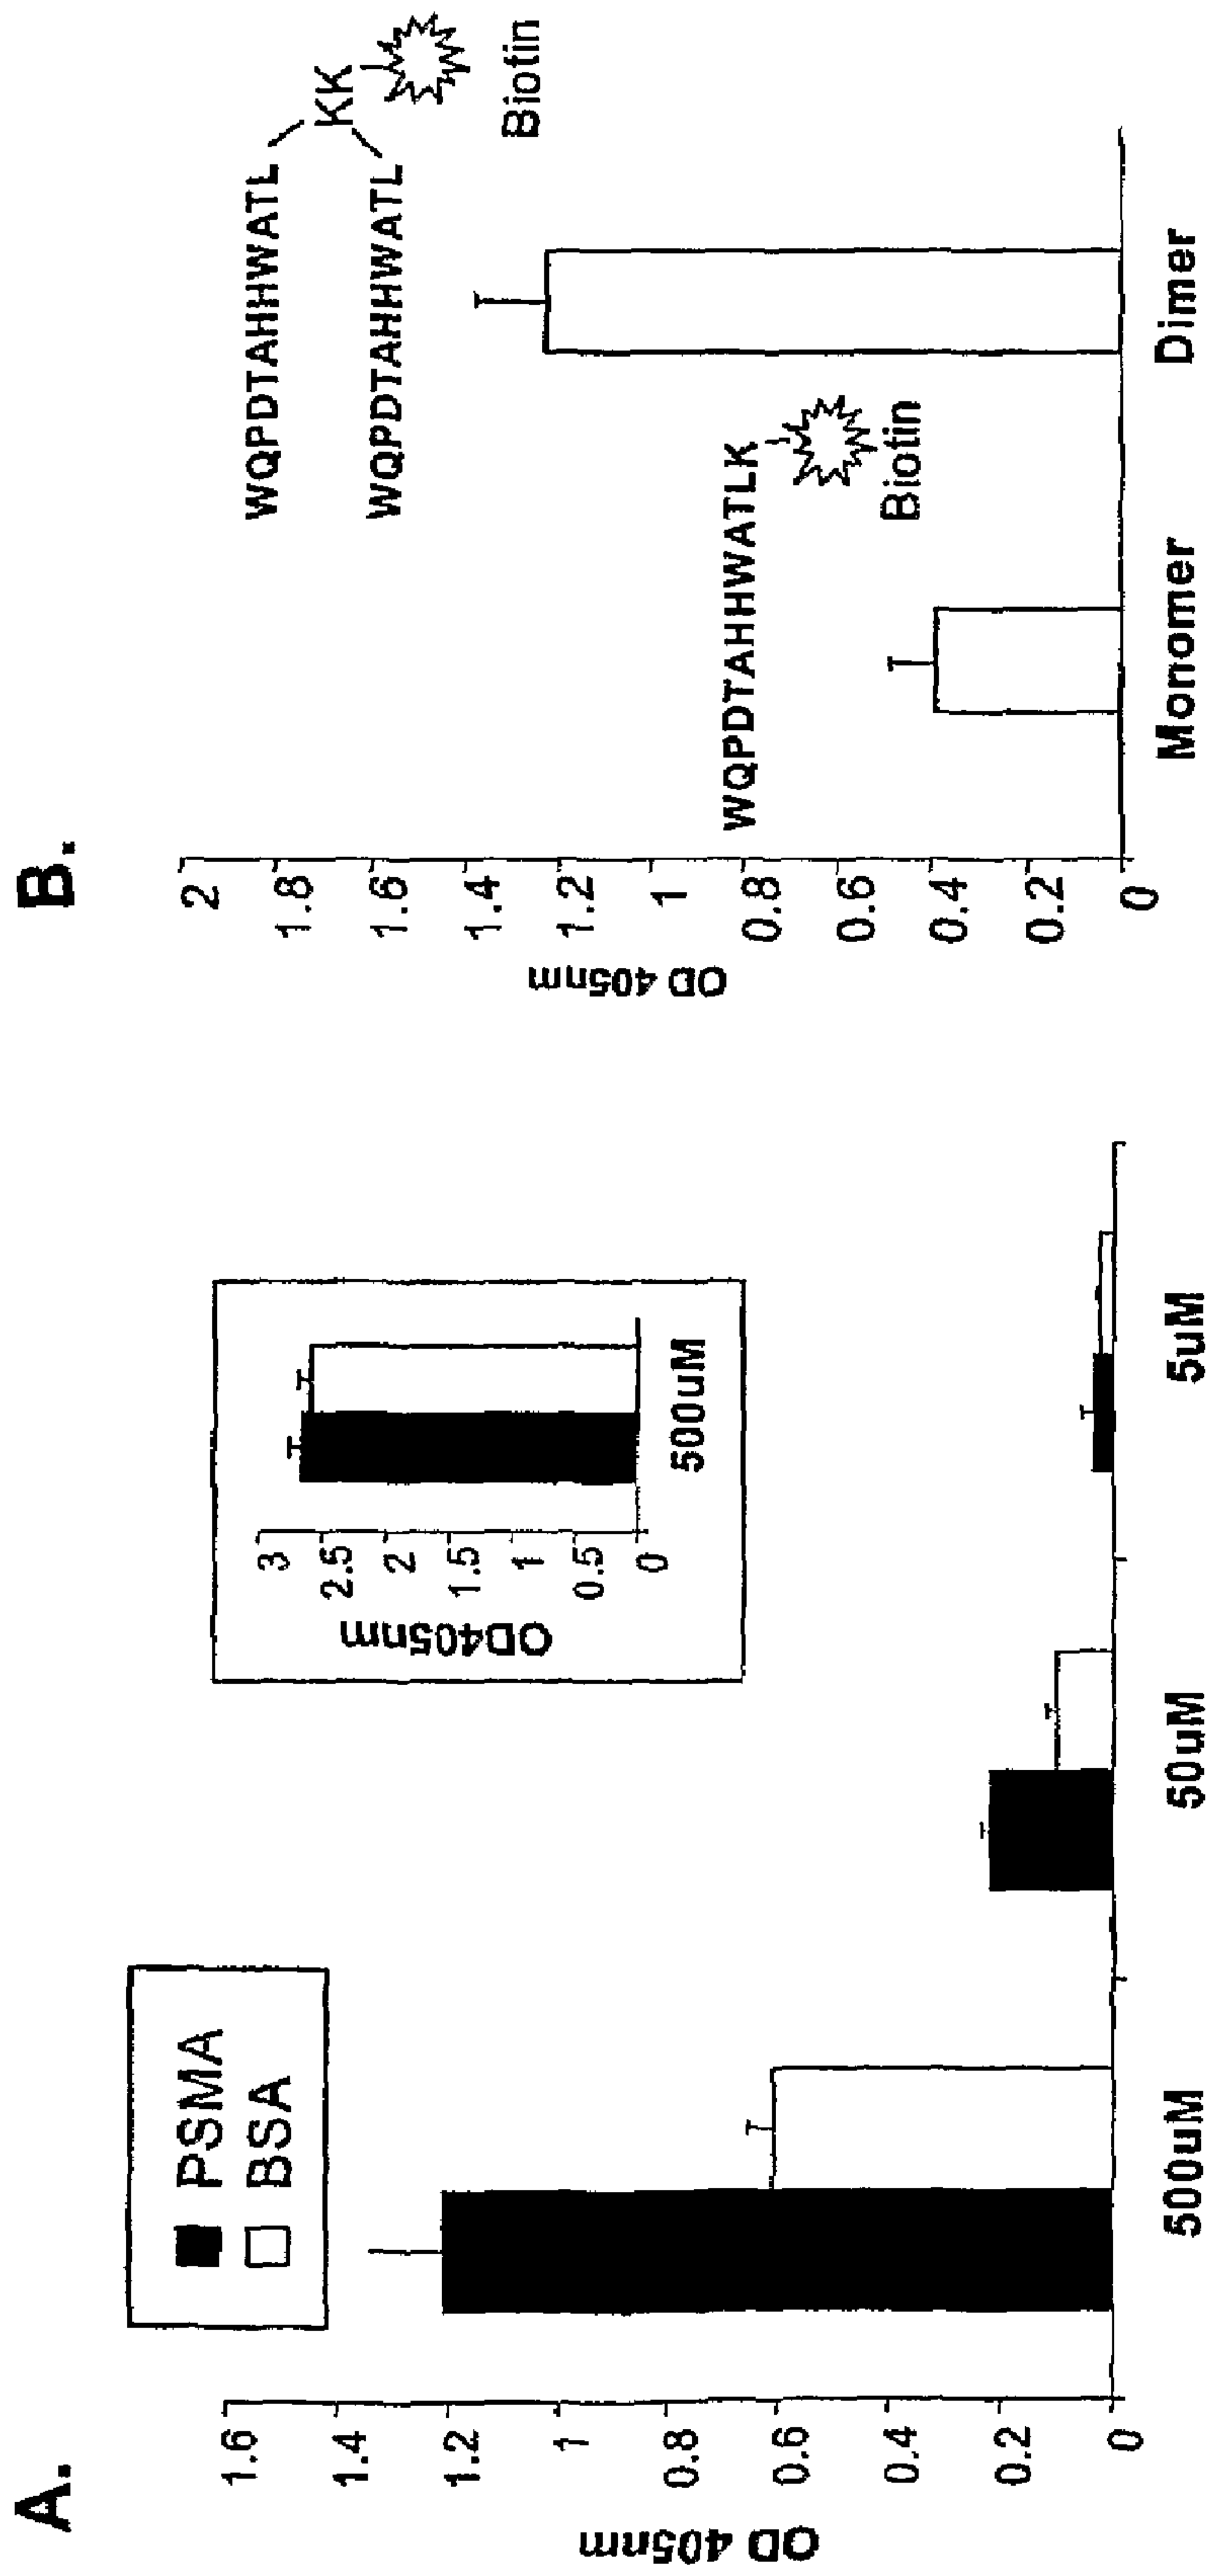 A.
OD 405nm
1.6
1.4
1.2
1
0.8
0.6
0.4
0.2
0
PSMA
BSA
500uM
50uM
5uM
OD405nm
3
2.5
2
1.5
1
0.5
0
500uM
B.
OD 405nm
2
1.8
1.6
1.4
1.2
1
0.8
0.6
0.4
0.2
0
WQPDTAHHWATL
KK
WQPDTAHHWATL
Biotin
WQPDTAHHWATLK
Biotin
Monomer
Dimer